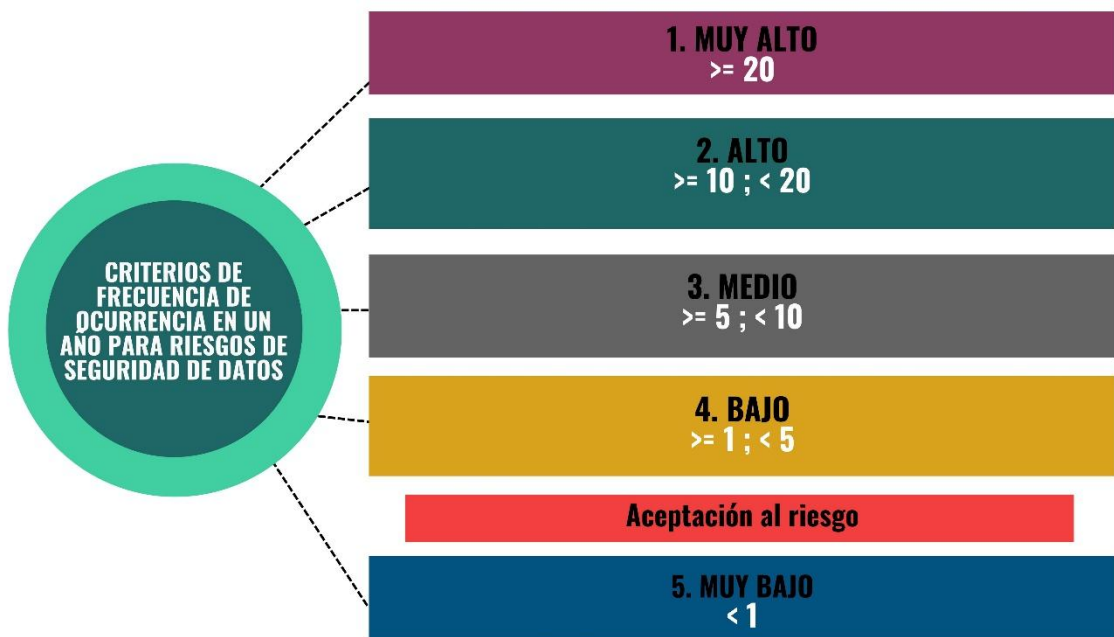 CRITERIOS DE
FRECUENCIA DE
OCURRENCIA EN UN
AÑO PARA RIESGOS DE
SEGURIDAD DE DATOS
1. MUY ALTO
>= 20
2. ALTO
>= 10 ; < 20
3. MEDIO
>= 5 ; < 10
4. BAJO
>= 1 ; < 5
Aceptación al riesgo
5. MUY BAJO
< 1